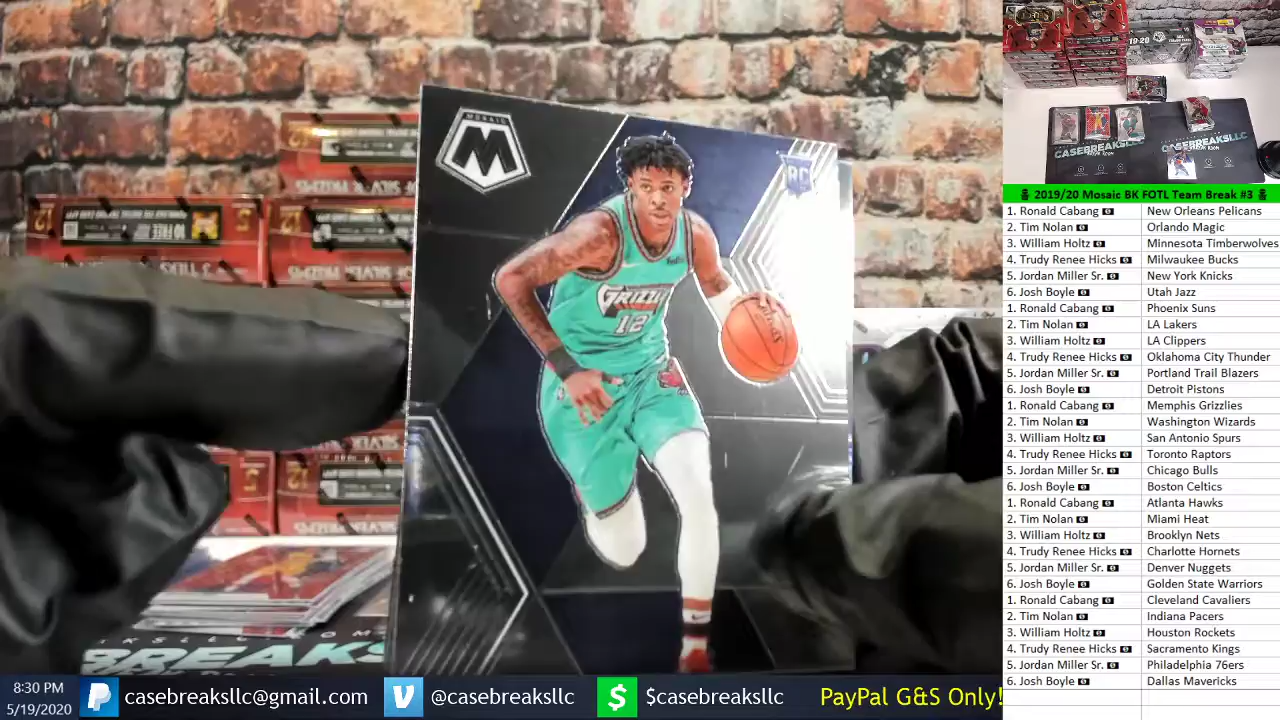 MOSAIC
M
RC
GRIZZ
12
2019/20 Mosaic BK FOTL Team Break #3
1. Ronald Cabang New Orleans Pelicans
2. Tim Nolan Orlando Magic
3. William Holtz Minnesota Timberwolves
4. Trudy Renee Hicks Milwaukee Bucks
5. Jordan Miller Sr. New York Knicks
6. Josh Boyle Utah Jazz
1. Ronald Cabang Phoenix Suns
2. Tim Nolan LA Lakers
3. William Holtz LA Clippers
4. Trudy Renee Hicks Oklahoma City Thunder
5. Jordan Miller Sr. Portland Trail Blazers
6. Josh Boyle Detroit Pistons
1. Ronald Cabang Memphis Grizzlies
2. Tim Nolan Washington Wizards
3. William Holtz San Antonio Spurs
4. Trudy Renee Hicks Toronto Raptors
5. Jordan Miller Sr. Chicago Bulls
6. Josh Boyle Boston Celtics
1. Ronald Cabang Atlanta Hawks
2. Tim Nolan Miami Heat
3. William Holtz Brooklyn Nets
4. Trudy Renee Hicks Charlotte Hornets
5. Jordan Miller Sr. Denver Nuggets
6. Josh Boyle Golden State Warriors
1. Ronald Cabang Cleveland Cavaliers
2. Tim Nolan Indiana Pacers
3. William Holtz Houston Rockets
4. Trudy Renee Hicks Sacramento Kings
5. Jordan Miller Sr. Philadelphia 76ers
6. Josh Boyle Dallas Mavericks
CASEBREAKSLLC
BREAKS
8:30 PM
5/19/2020
casebreaksllc@gmail.com
@casebreaksllc
$casebreaksllc
PayPal G&S Only!